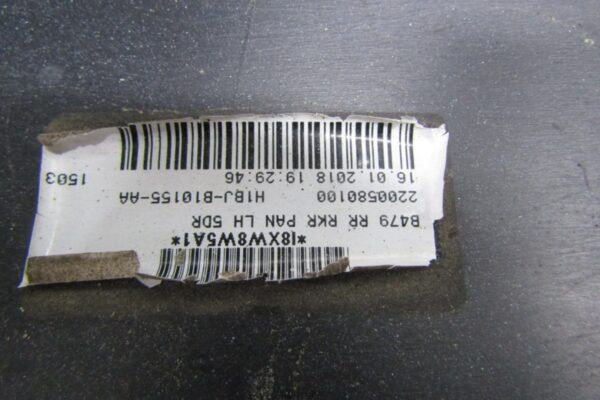 *I8XW8W5A1*
B479 RR RKR PAN LH 5DR
2200580100 H1BJ-B10155-AA
16.01.2018 19:29:46 1503